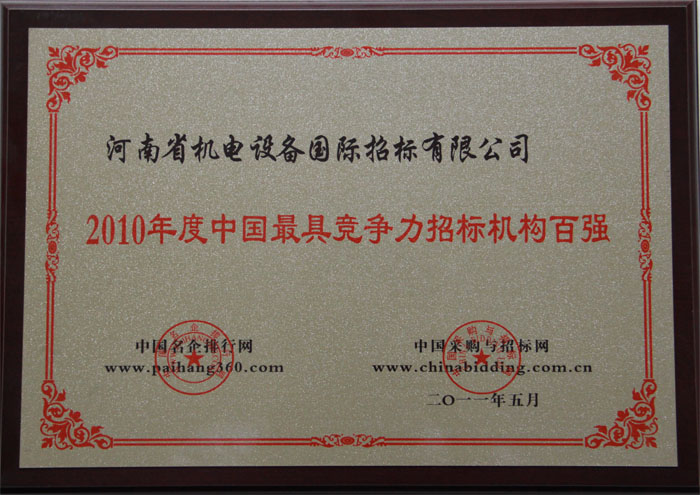 河南省机电设备国际招标有限公司
2010年度中国最具竞争力招标机构百强
中国名企排行网
www.paihang360.com
中国采购与招标网
www.chinabidding.com.cn
二〇一一年五月